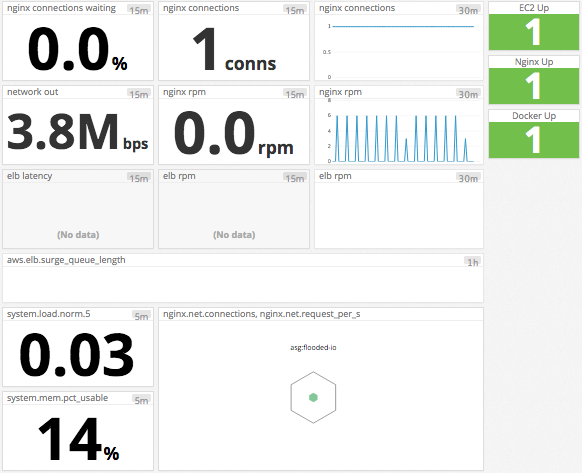 nginx connections waiting 15m
0.0%
nginx connections 15m
1 conns
nginx connections 30m
1
0.5
0
EC2 Up
1
Nginx Up
1
Docker Up
1
network out 15m
3.8M bps
nginx rpm 15m
0.0 rpm
nginx rpm 30m
8
6
4
2
0
elb latency 15m
(No data)
elb rpm 15m
(No data)
elb rpm 30m
aws.elb.surge_queue_length 1h
system.load.norm.5 5m
0.03
system.mem.pct_usable 5m
14%
nginx.net.connections, nginx.net.request_per_s
asg:flooded-io